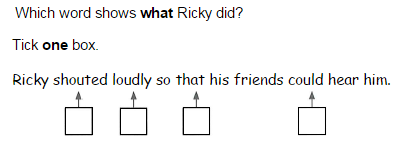 Which word shows what Ricky did?
Tick one box.
Ricky shouted loudly so that his friends could hear him.